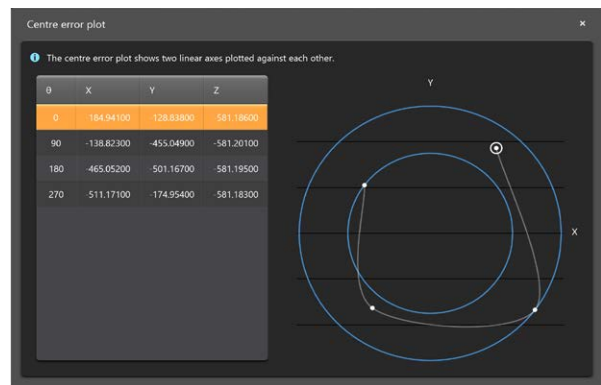 Centre error plot ×
The centre error plot shows two linear axes plotted against each other.
θ X Y Z
0 -184.94100 -128.83800 -581.18600
90 -138.82300 -455.04900 -581.20100
180 -465.05200 -501.16700 -581.19500
270 -511.17100 -174.95400 -581.18300
Y
X